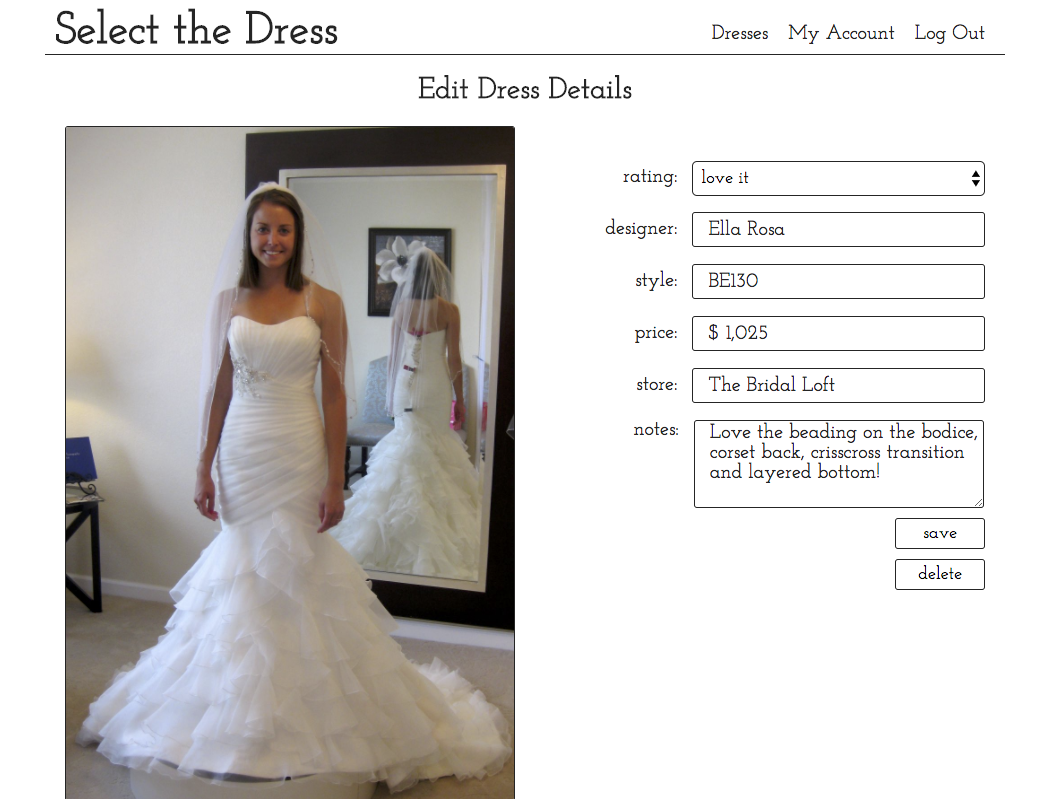 Select the Dress
Dresses My Account Log Out
Edit Dress Details
rating: love it
designer: Ella Rosa
style: BE130
price: $ 1,025
store: The Bridal Loft
notes: Love the beading on the bodice,
corset back, crisscross transition
and layered bottom!
save
delete